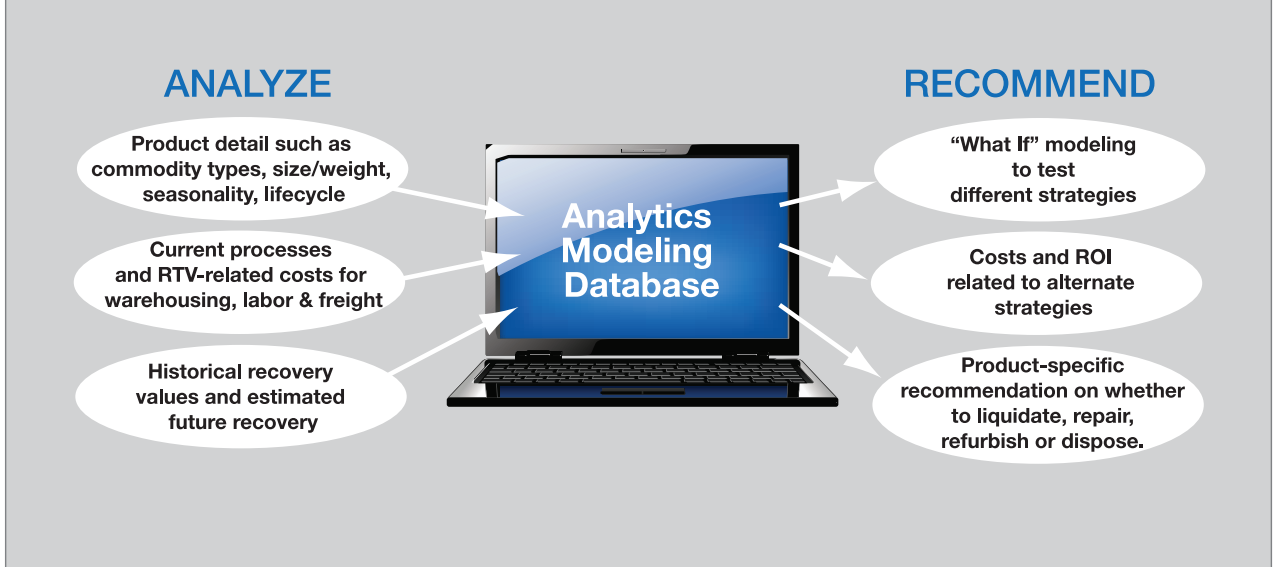 ANALYZE
Product detail such as
commodity types, size/weight,
seasonality, lifecycle
Current processes
and RTV-related costs for
warehousing, labor & freight
Historical recovery
values and estimated
future recovery
Analytics
Modeling
Database
RECOMMEND
“What If” modeling
to test
different strategies
Costs and ROI
related to alternate
strategies
Product-specific
recommendation on whether
to liquidate, repair,
refurbish or dispose.